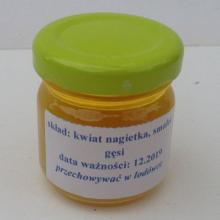 skład: kwiat nagietka, smalec
gęsi
data ważności: 12.2019
przechowywać w lodówce